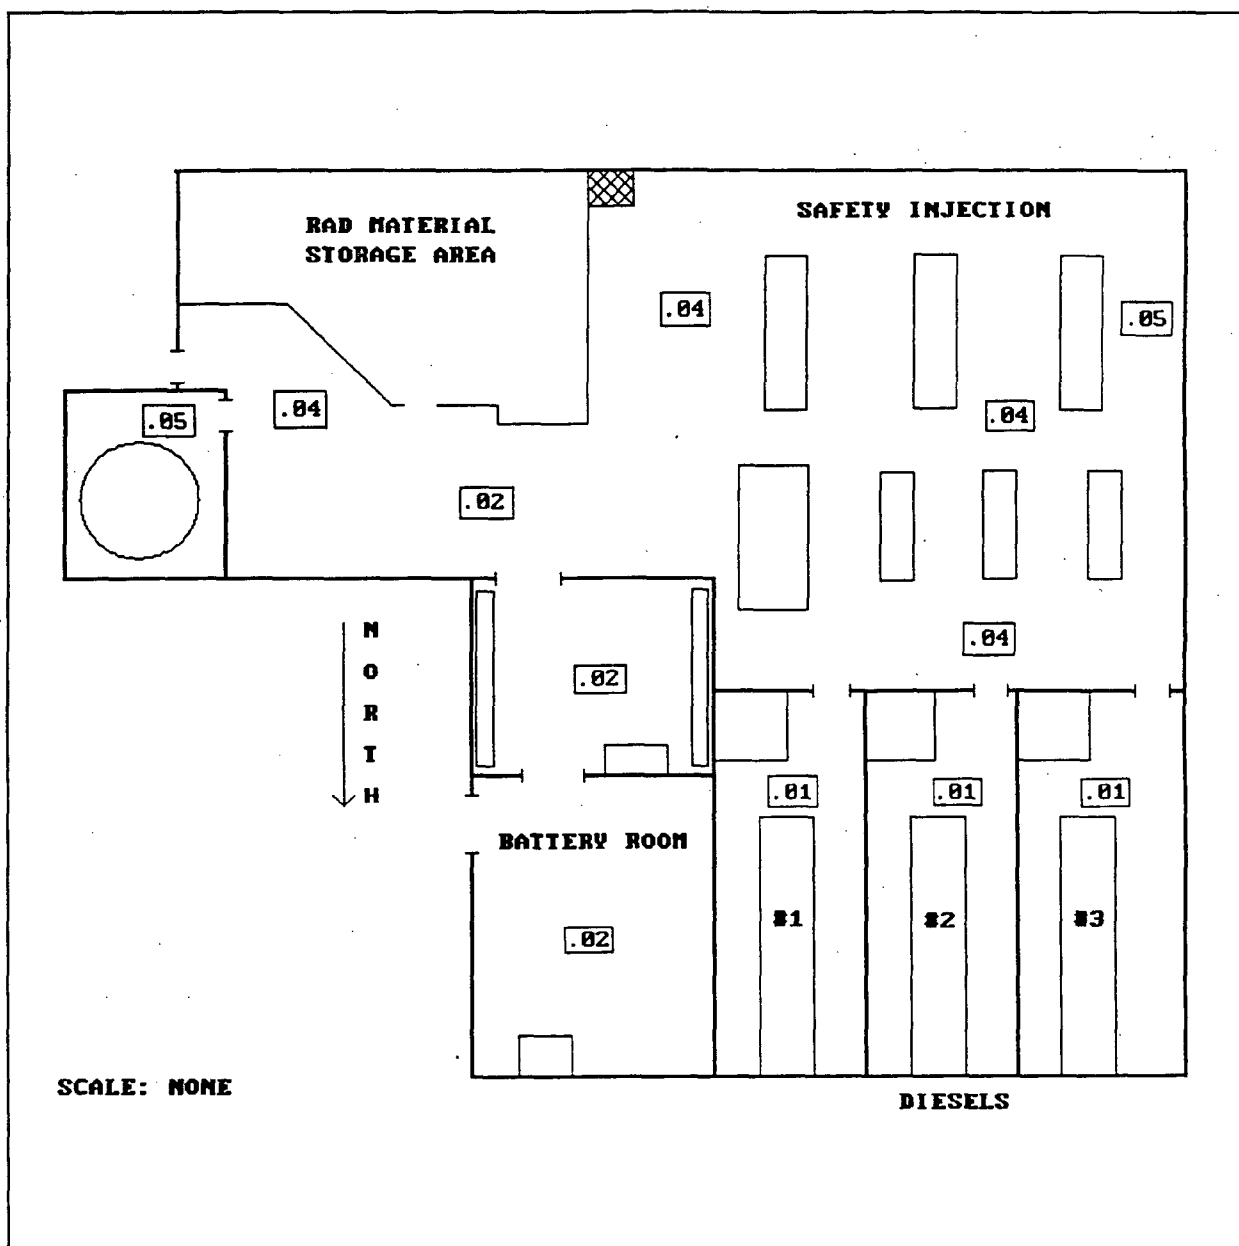 RAD MATERIAL
STORAGE AREA
SAFETY INJECTION
.04
.05
.04
.05
.04
.02
NORTH
.02
.04
.01
.01
.01
BATTERY ROOM
#1
#2
#3
.02
SCALE: NONE
DIESELS